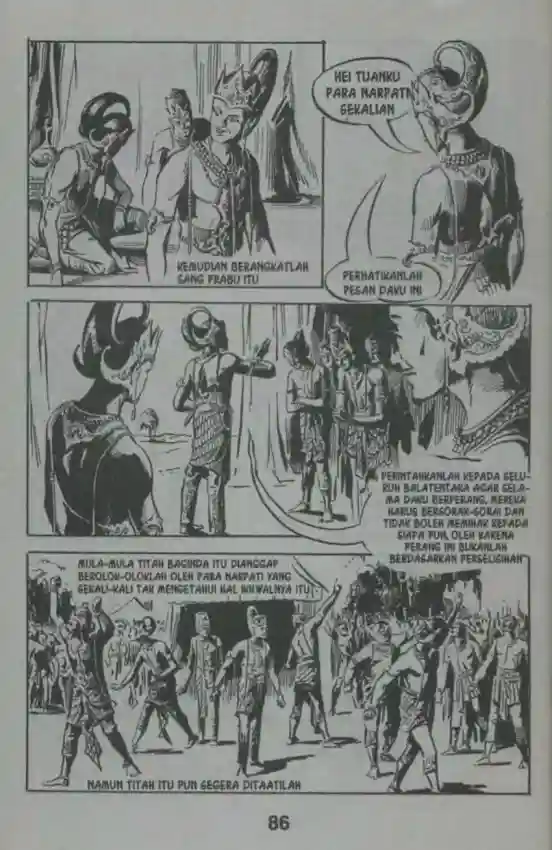 KEMUDIAN BERANGKATLAH
SANG PRABU ITU
HEI TUANKU
PARA NARPATI
SEKALIAN
PERHATIKANLAH
PESAN DAKU INI
PERINTAHKANLAH KEPADA SELU-
RUH BALATENTARA AGAR SELA-
MA DAKU BERPERANG, MEREKA
HARUS BERSORAK-SORAI DAN
TIDAK BOLEH MEMIHAK KEPADA
SIAPA PUN, OLEH KARENA
PERANG INI BUKANLAH
BERDASARKAN PERSELISIHAN
MULA-MULA TITAH BAGINDA ITU DIANGGAP
BEROLOK-OLOKLAH OLEH PARA NARPATI YANG
SEKALI-KALI TAK MENGETAHUI HAL IKHWALNYA ITU
NAMUN TITAH ITU PUN SEGERA DITAATILAH
86